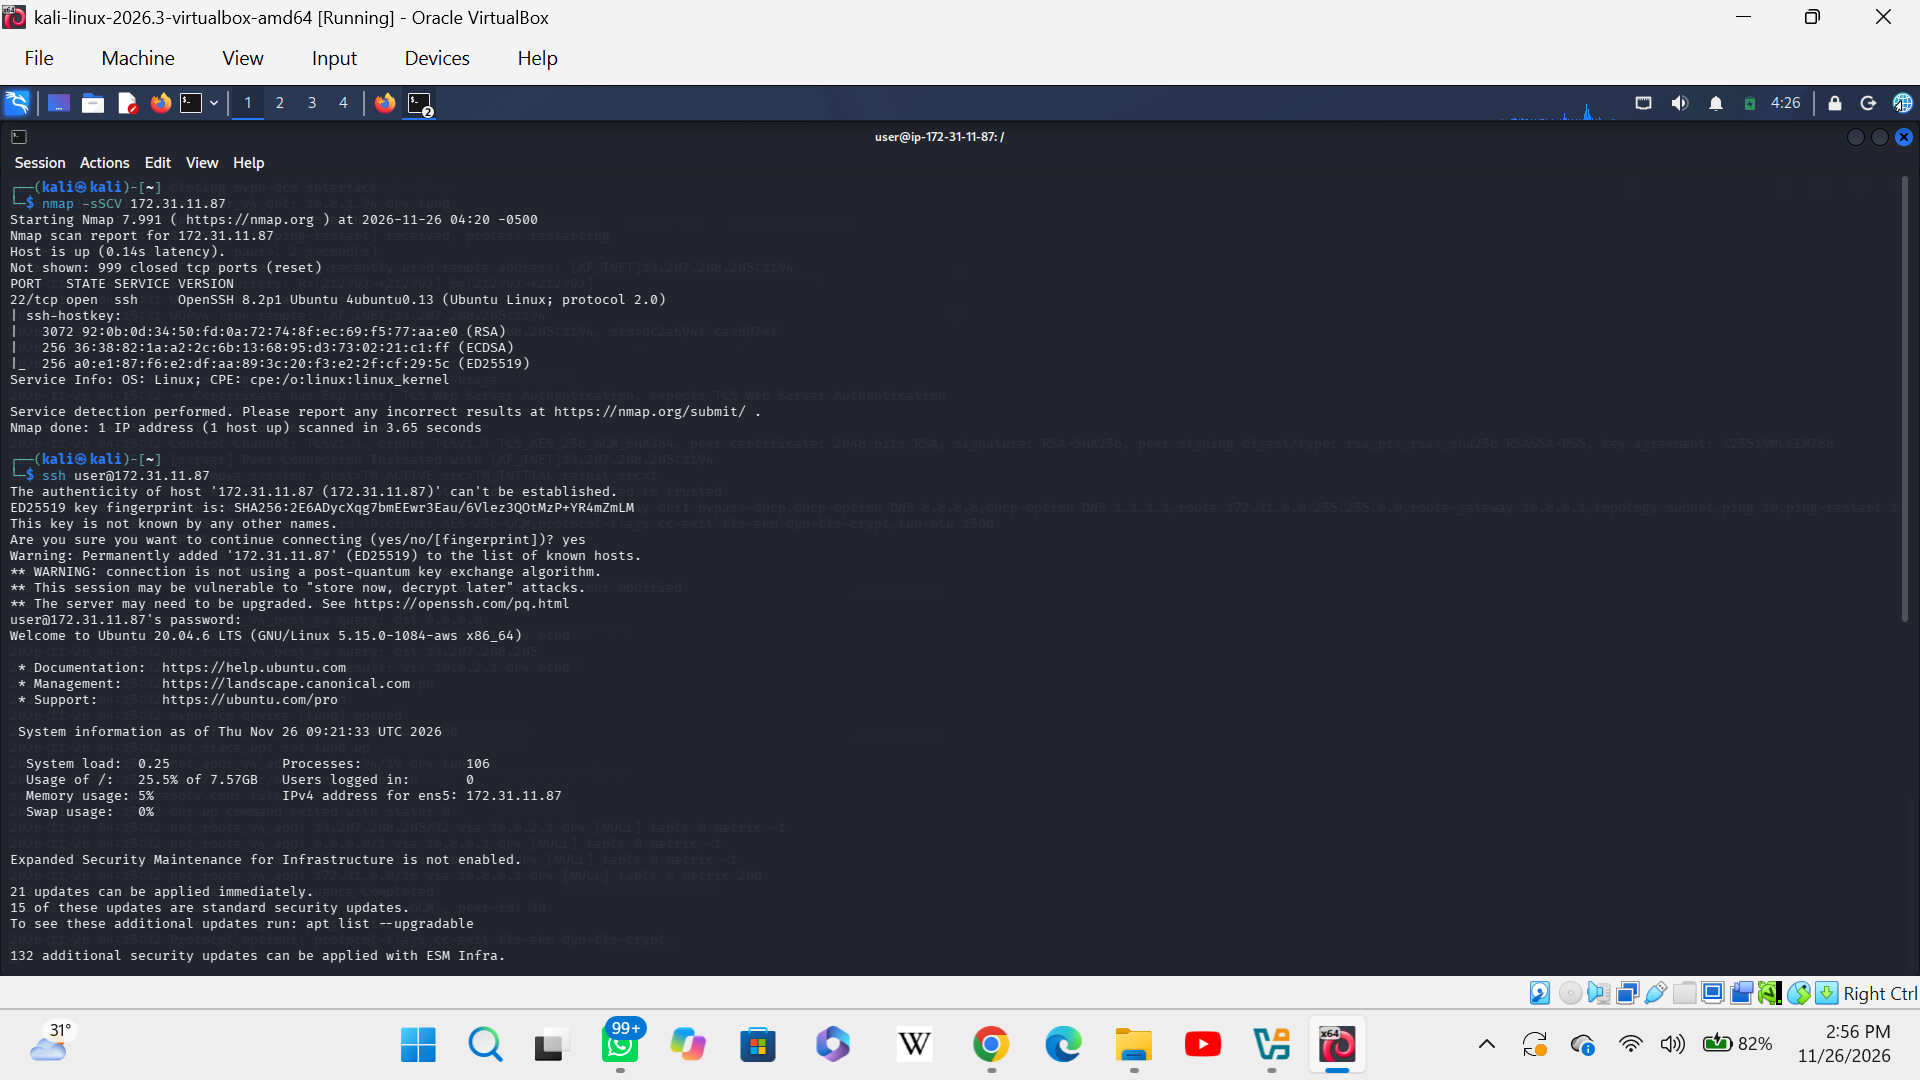 kali-linux-2026.3-virtualbox-amd64 [Running] - Oracle VirtualBox
File Machine View Input Devices Help
1 2 3 4
2
4:26
user@ip-172-31-11-87: /
Session Actions Edit View Help
┌──(kali㉿kali)-[~]
└─$ nmap -sSCV 172.31.11.87
Starting Nmap 7.991 ( https://nmap.org ) at 2026-11-26 04:20 -0500
Nmap scan report for 172.31.11.87
Host is up (0.14s latency).
Not shown: 999 closed tcp ports (reset)
PORT   STATE SERVICE VERSION
22/tcp open  ssh     OpenSSH 8.2p1 Ubuntu 4ubuntu0.13 (Ubuntu Linux; protocol 2.0)
| ssh-hostkey:
|   3072 92:0b:0d:34:50:fd:0a:72:74:8f:ec:69:f5:77:aa:e0 (RSA)
|   256 36:38:82:1a:a2:2c:6b:13:68:95:d3:73:02:21:c1:ff (ECDSA)
|_  256 a0:e1:87:f6:e2:df:aa:89:3c:20:f3:e2:2f:cf:29:5c (ED25519)
Service Info: OS: Linux; CPE: cpe:/o:linux:linux_kernel
Service detection performed. Please report any incorrect results at https://nmap.org/submit/ .
Nmap done: 1 IP address (1 host up) scanned in 3.65 seconds
┌──(kali㉿kali)-[~]
└─$ ssh user@172.31.11.87
The authenticity of host '172.31.11.87 (172.31.11.87)' can't be established.
ED25519 key fingerprint is: SHA256:2E6ADycXqg7bmEEwr3Eau/6Vlez3QOtMzP+YR4mZmLM
This key is not known by any other names.
Are you sure you want to continue connecting (yes/no/[fingerprint])? yes
Warning: Permanently added '172.31.11.87' (ED25519) to the list of known hosts.
** WARNING: connection is not using a post-quantum key exchange algorithm.
** This session may be vulnerable to "store now, decrypt later" attacks.
** The server may need to be upgraded. See https://openssh.com/pq.html
user@172.31.11.87's password:
Welcome to Ubuntu 20.04.6 LTS (GNU/Linux 5.15.0-1084-aws x86_64)
* Documentation:  https://help.ubuntu.com
* Management:     https://landscape.canonical.com
* Support:        https://ubuntu.com/pro
System information as of Thu Nov 26 09:21:33 UTC 2026
System load:  0.25              Processes:             106
Usage of /:   25.5% of 7.57GB   Users logged in:       0
Memory usage: 5%                IPv4 address for ens5: 172.31.11.87
Swap usage:   0%
Expanded Security Maintenance for Infrastructure is not enabled.
21 updates can be applied immediately.
15 of these updates are standard security updates.
To see these additional updates run: apt list --upgradable
132 additional security updates can be applied with ESM Infra.
Right Ctrl
31°
99+
W
x64
82%
2:56 PM
11/26/2026